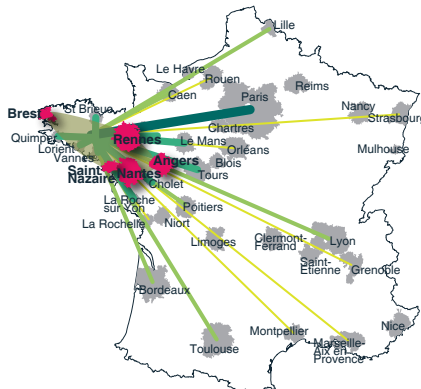 Lille
Le Havre
Rouen
Caen
Reims
Paris
Brest
St Brieuc
Nancy
Strasbourg
Quimper
Rennes
Chartres
Lorient
Le Mans
Orléans
Mulhouse
Vannes
Angers
Blois
Saint-
Nazaire
Nantes
Tours
Cholet
La Roche
sur Yon
Poitiers
La Rochelle
Niort
Limoges
Clermont-
Ferrand
Lyon
Saint-
Etienne
Grenoble
Bordeaux
Nice
Montpellier
Toulouse
Marseille-
Aix en
Provence